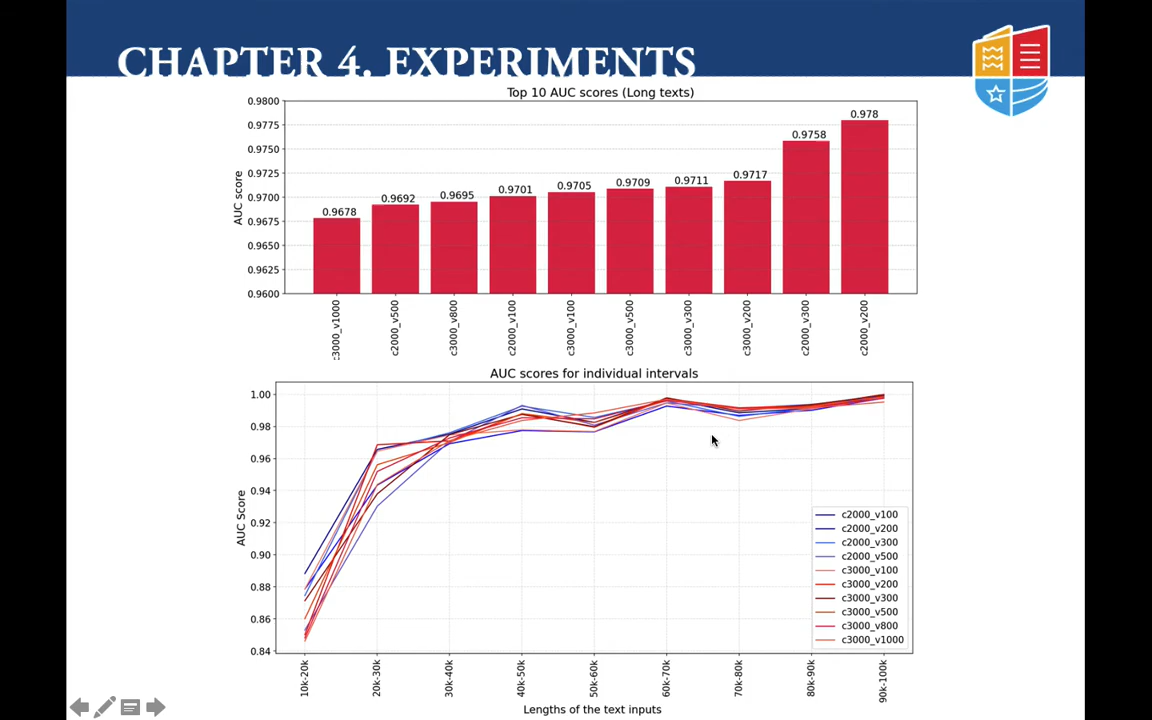 CHAPTER 4. EXPERIMENTS
Top 10 AUC scores (Long texts)
AUC score
0.9800
0.9775
0.9750
0.9725
0.9700
0.9675
0.9650
0.9625
0.9600
0.9678
0.9692
0.9695
0.9701
0.9705
0.9709
0.9711
0.9717
0.9758
0.978
c3000_v1000
c2000_v500
c3000_v800
c2000_v100
c3000_v100
c3000_v500
c3000_v300
c3000_v200
c2000_v300
c2000_v200
AUC scores for individual intervals
AUC Score
1.00
0.98
0.96
0.94
0.92
0.90
0.88
0.86
0.84
c2000_v100
c2000_v200
c2000_v300
c2000_v500
c3000_v100
c3000_v200
c3000_v300
c3000_v500
c3000_v800
c3000_v1000
10k-20k
20k-30k
30k-40k
40k-50k
50k-60k
60k-70k
70k-80k
80k-90k
90k-100k
Lengths of the text inputs